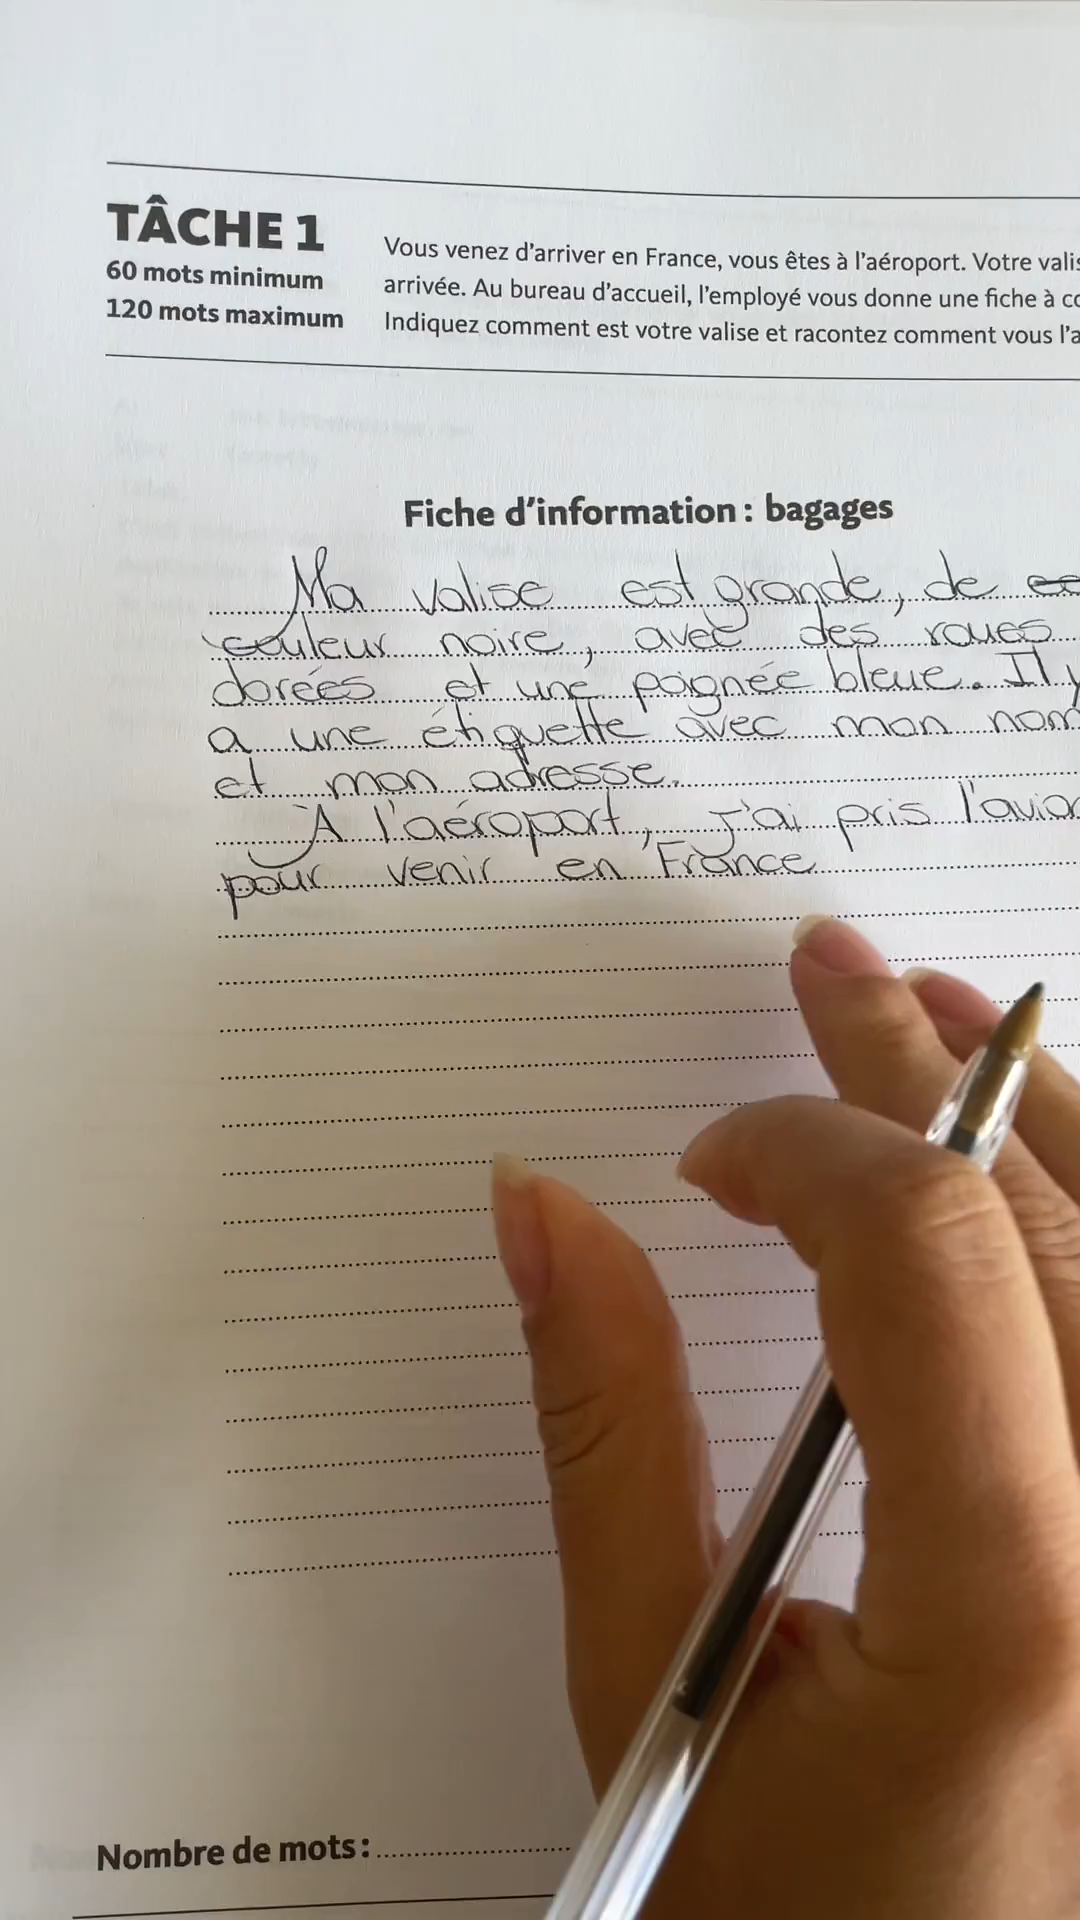 TÂCHE 1
60 mots minimum
120 mots maximum
Vous venez d'arriver en France, vous êtes à l'aéroport. Votre valis
arrivée. Au bureau d'accueil, l'employé vous donne une fiche à co
Indiquez comment est votre valise et racontez comment vous l'a
Fiche d'information : bagages
Ma valise est grande, de
couleur noire, avec des roues
dorées et une poignée bleue. Il y
a une étiquette avec mon nom
et mon adresse.
À l'aéroport, j'ai pris l'avio
pour venir en France
Nombre de mots :